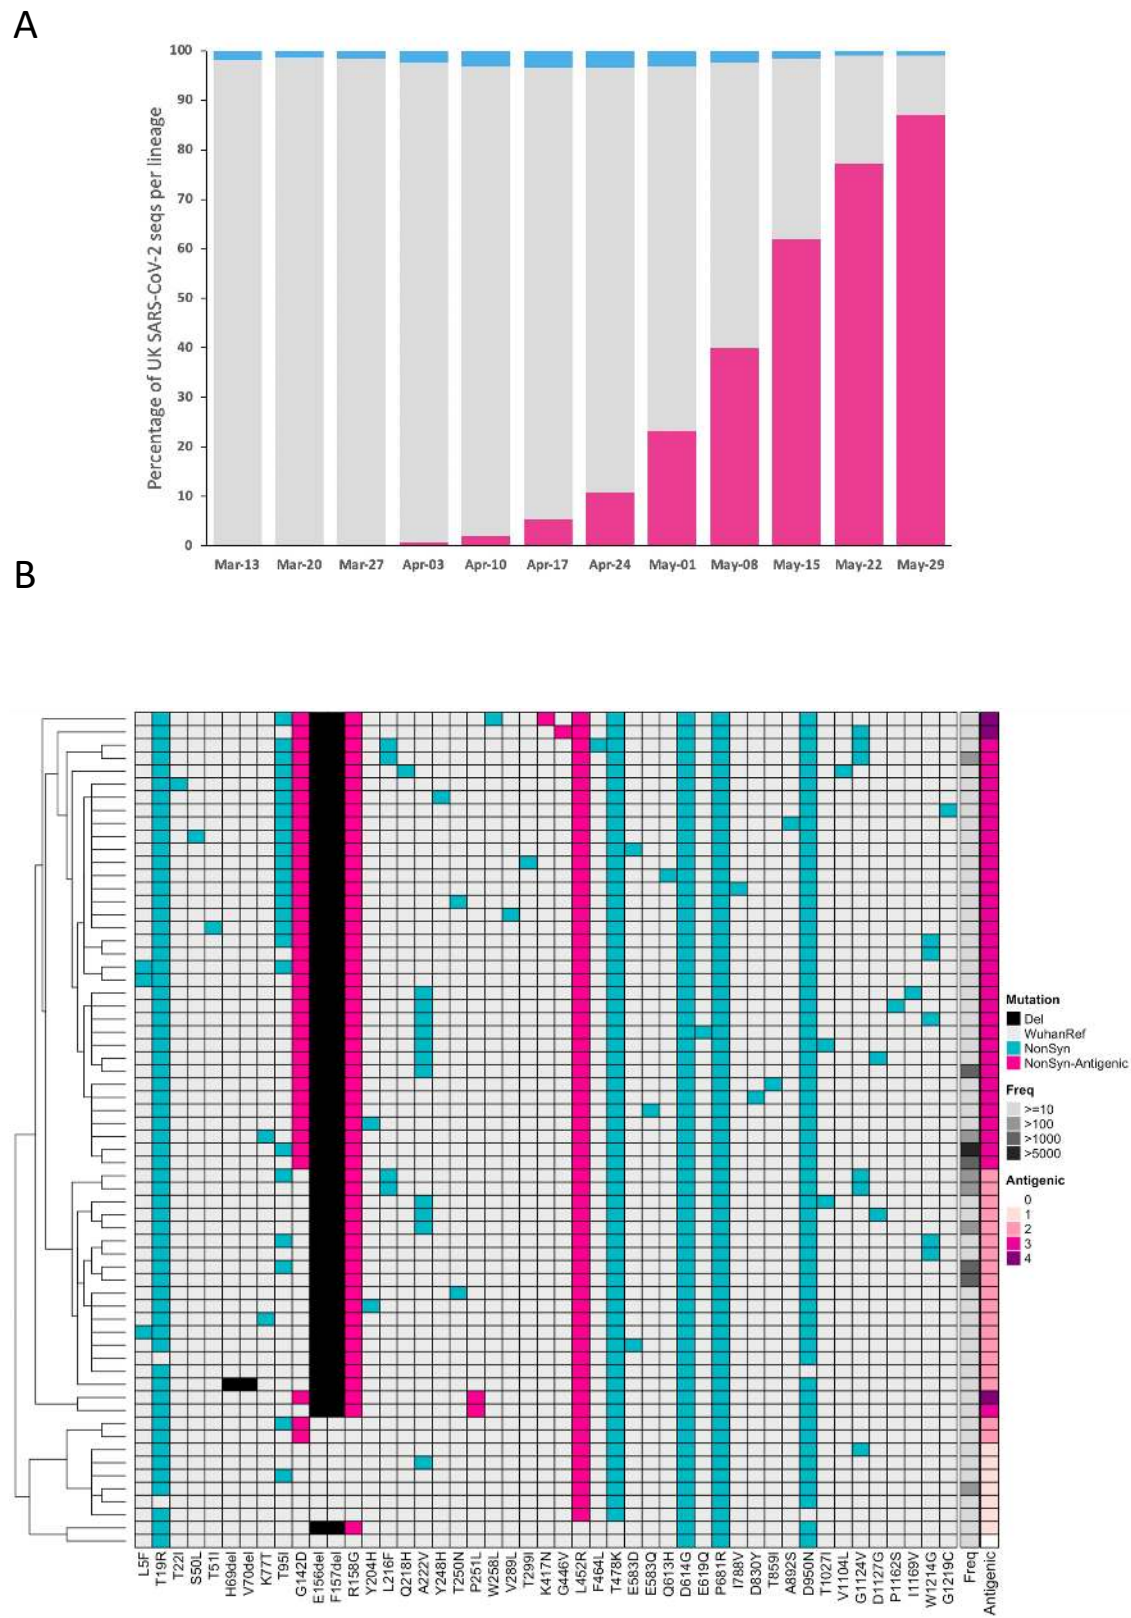 A
Percentage of UK SARS-CoV-2 seqs per lineage
100
90
80
70
60
50
40
30
20
10
0
Mar-13 Mar-20 Mar-27 Apr-03 Apr-10 Apr-17 Apr-24 May-01 May-08 May-15 May-22 May-29
B
Mutation
Del
WuhanRef
NonSyn
NonSyn-Antigenic
Freq
>=10
>100
>1000
>5000
Antigenic
0
1
2
3
4
L5F
T19R
T22I
S50L
T51I
H69del
V70del
K77T
T95I
G142D
E156del
F157del
R158G
Y204H
L216F
Q218H
A222V
Y248H
T250N
P251L
W258L
V289L
T299I
K417N
G446V
L452R
F464L
T478K
E583D
E583Q
Q613H
D614G
E619Q
P681R
I788V
D830Y
T859I
A892S
D950N
T1027I
V1104L
G1124V
D1127G
P1162S
I1169V
W1214G
G1219C
Freq
Antigenic